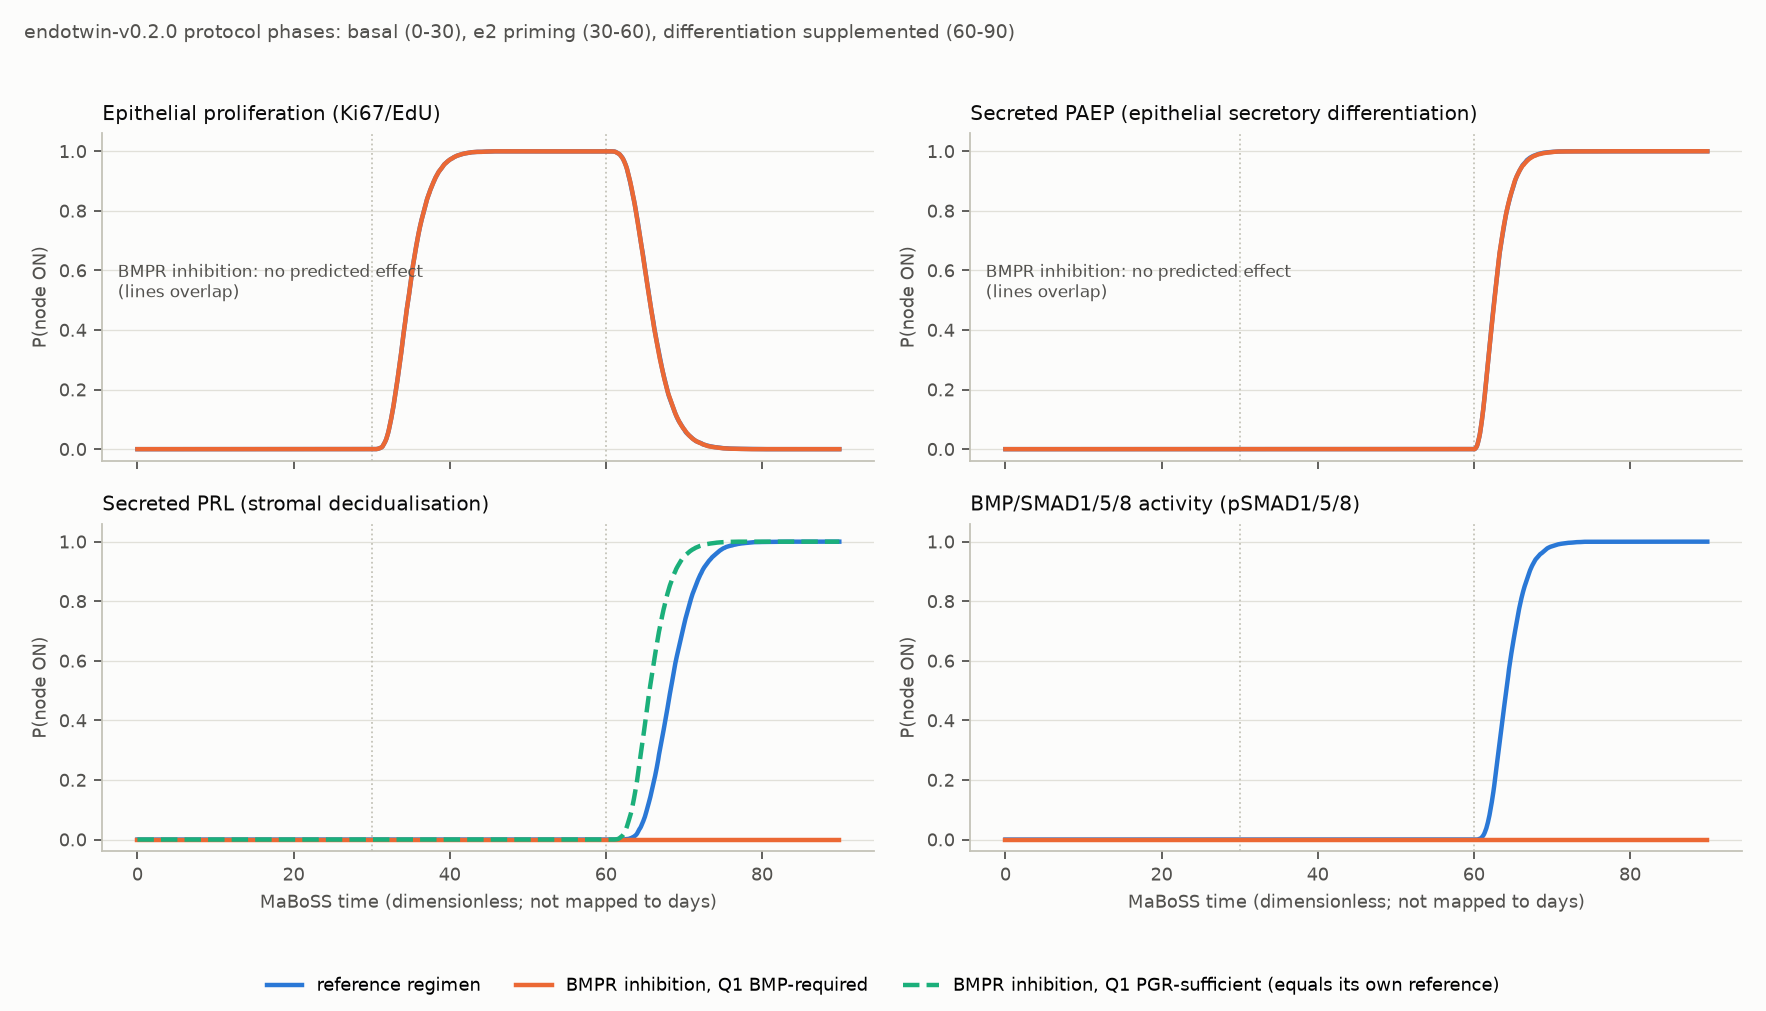 endotwin-v0.2.0 protocol phases: basal (0-30), e2 priming (30-60), differentiation supplemented (60-90)
Epithelial proliferation (Ki67/EdU)
P(node ON)
1.0
0.8
0.6
0.4
0.2
0.0
BMPR inhibition: no predicted effect
(lines overlap)
Secreted PAEP (epithelial secretory differentiation)
P(node ON)
1.0
0.8
0.6
0.4
0.2
0.0
BMPR inhibition: no predicted effect
(lines overlap)
Secreted PRL (stromal decidualisation)
P(node ON)
1.0
0.8
0.6
0.4
0.2
0.0
0 20 40 60 80
MaBoSS time (dimensionless; not mapped to days)
BMP/SMAD1/5/8 activity (pSMAD1/5/8)
P(node ON)
1.0
0.8
0.6
0.4
0.2
0.0
0 20 40 60 80
MaBoSS time (dimensionless; not mapped to days)
reference regimen
BMPR inhibition, Q1 BMP-required
BMPR inhibition, Q1 PGR-sufficient (equals its own reference)